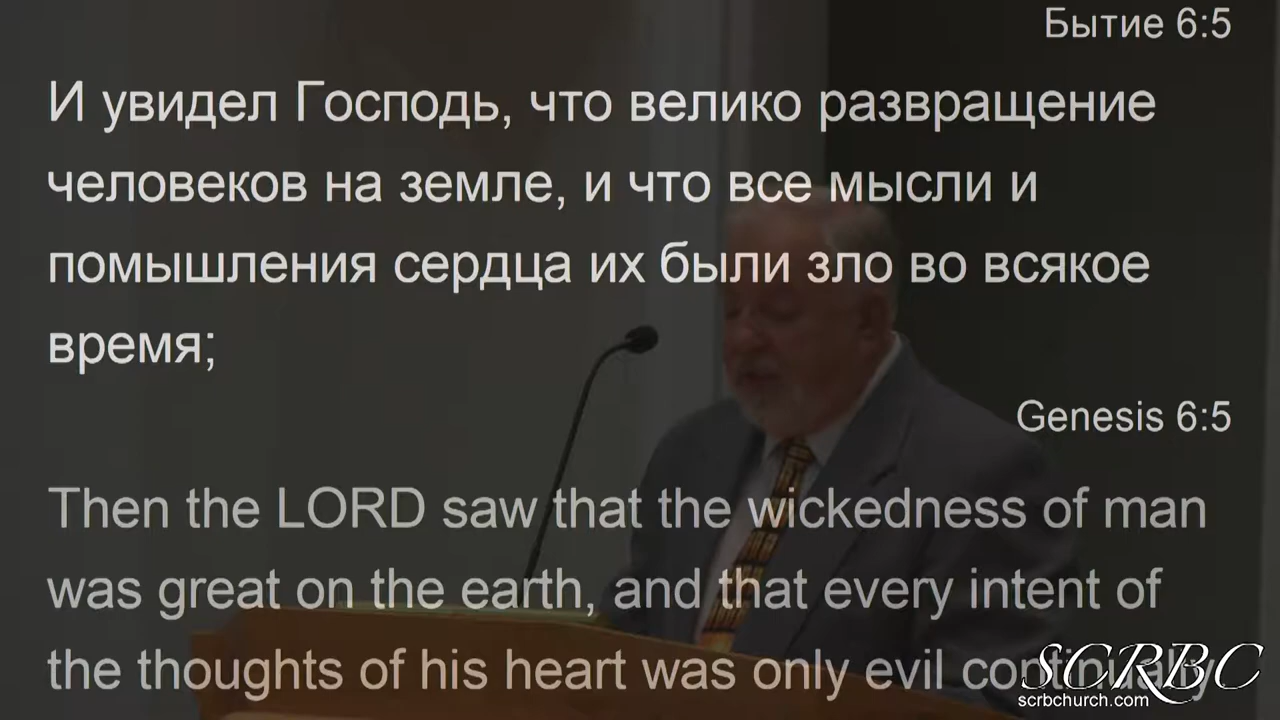 Бытие 6:5
И увидел Господь, что велико развращение
человеков на земле, и что все мысли и
помышления сердца их были зло во всякое
время;
Genesis 6:5
Then the LORD saw that the wickedness of man
was great on the earth, and that every intent of
the thoughts of his heart was only evil continually
SCRBC
scrbchurch.com